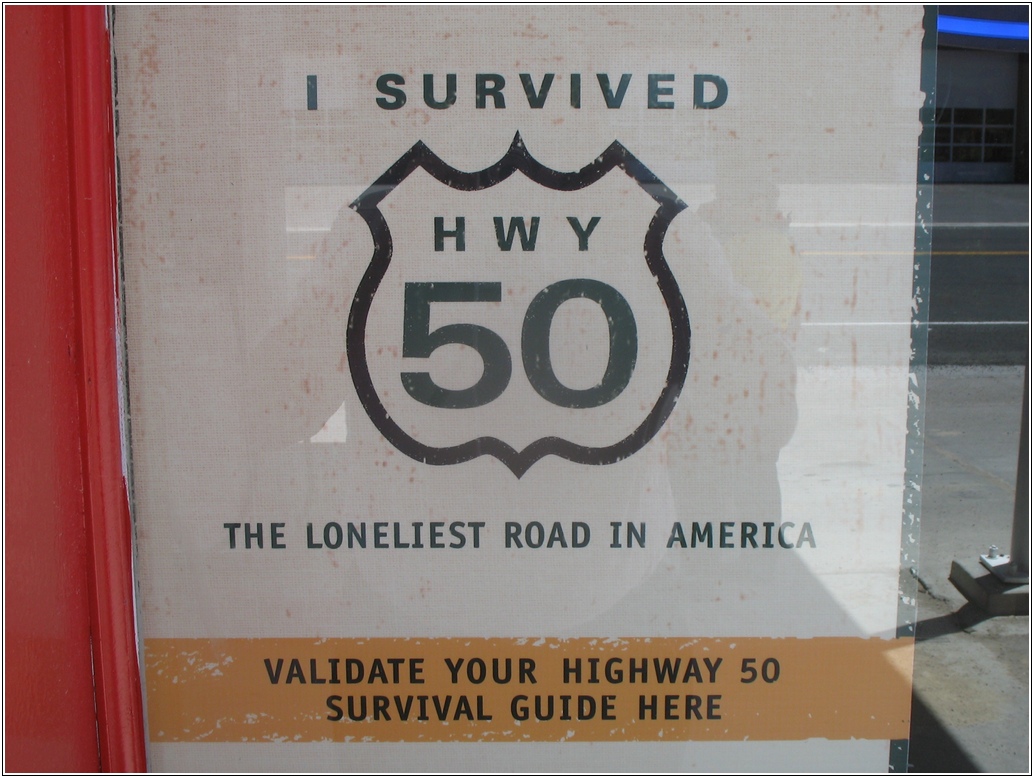 I SURVIVED
HWY
50
THE LONELIEST ROAD IN AMERICA
VALIDATE YOUR HIGHWAY 50
SURVIVAL GUIDE HERE